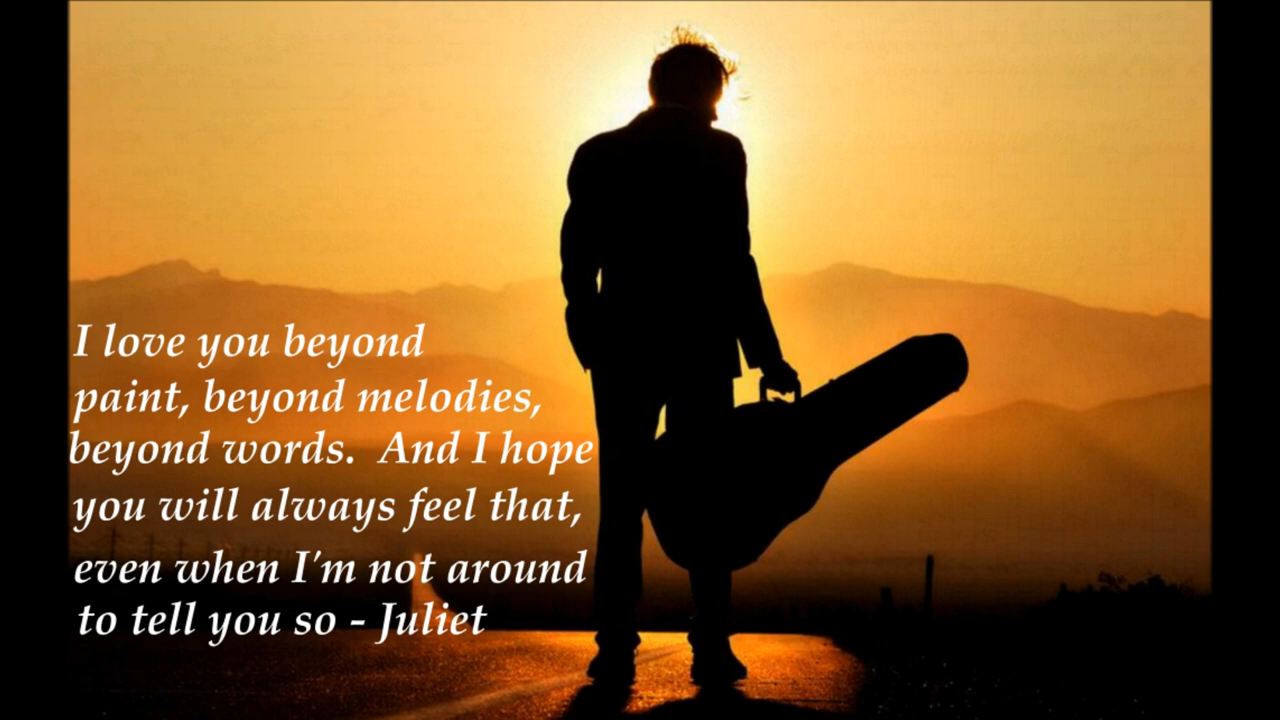 I love you beyond
paint, beyond melodies,
beyond words.  And I hope
you will always feel that,
even when I'm not around
to tell you so - Juliet